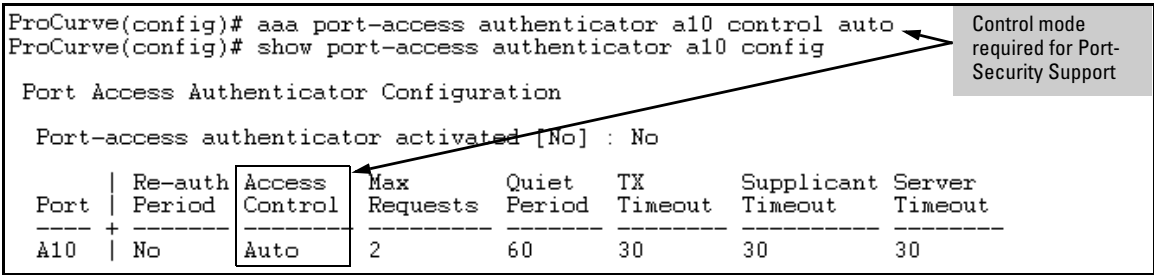 ProCurve(config)# aaa port-access authenticator a10 control auto
ProCurve(config)# show port-access authenticator a10 config
Control mode
required for Port-
Security Support
Port Access Authenticator Configuration
Port-access authenticator activated [No] : No
| Re-auth Access Max Quiet TX Supplicant Server
Port | Period Control Requests Period Timeout Timeout Timeout
---- + ------- -------- --------- ------- -------- ---------- --------
A10 | No Auto 2 60 30 30 30